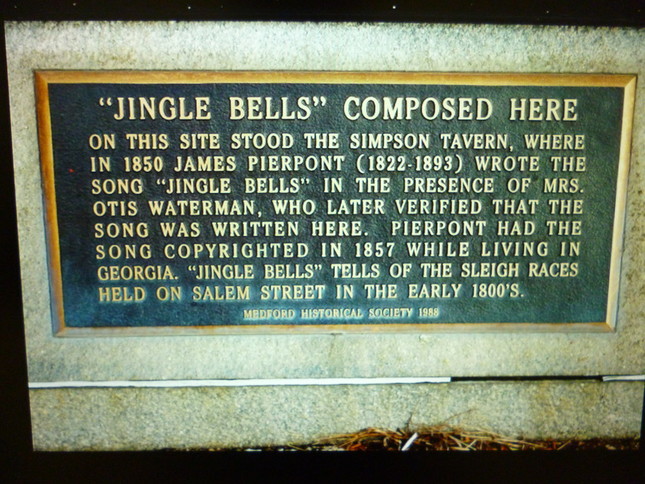 "JINGLE BELLS" COMPOSED HERE
ON THIS SITE STOOD THE SIMPSON TAVERN, WHERE
IN 1850 JAMES PIERPONT (1822-1893) WROTE THE
SONG "JINGLE BELLS" IN THE PRESENCE OF MRS.
OTIS WATERMAN, WHO LATER VERIFIED THAT THE
SONG WAS WRITTEN HERE. PIERPONT HAD THE
SONG COPYRIGHTED IN 1857 WHILE LIVING IN
GEORGIA. "JINGLE BELLS" TELLS OF THE SLEIGH RACES
HELD ON SALEM STREET IN THE EARLY 1800'S.
MEDFORD HISTORICAL SOCIETY 1988